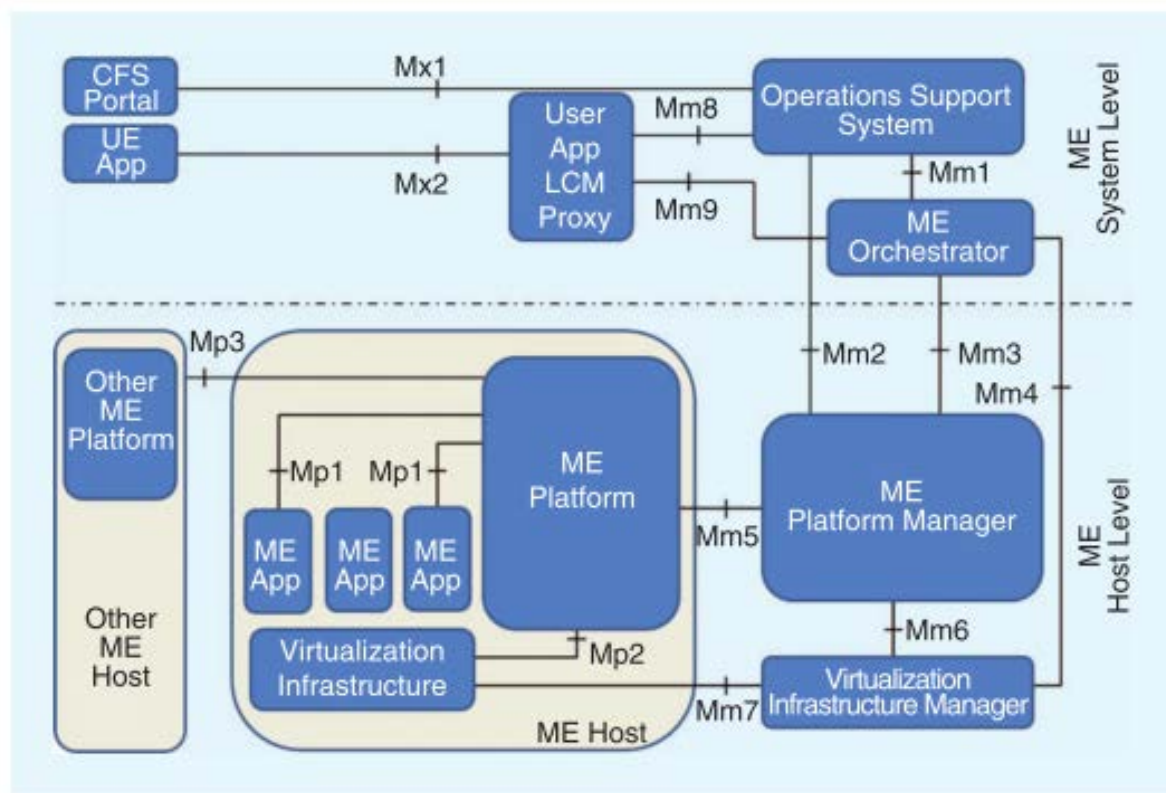 CFS
Portal
Mx1
Operations Support
System
UE
App
Mx2
User
App
LCM
Proxy
Mm8
Mm9
Mm1
ME
Orchestrator
ME
System Level
Mp3
Mm2
Mm3
Mm4
Other
ME
Platform
Other
ME
Host
Mp1
Mp1
ME
Platform
ME
App
ME
App
ME
App
Virtualization
Infrastructure
Mp2
ME Host
Mm5
ME
Platform Manager
Mm6
Mm7
Virtualization
Infrastructure Manager
ME
Host Level